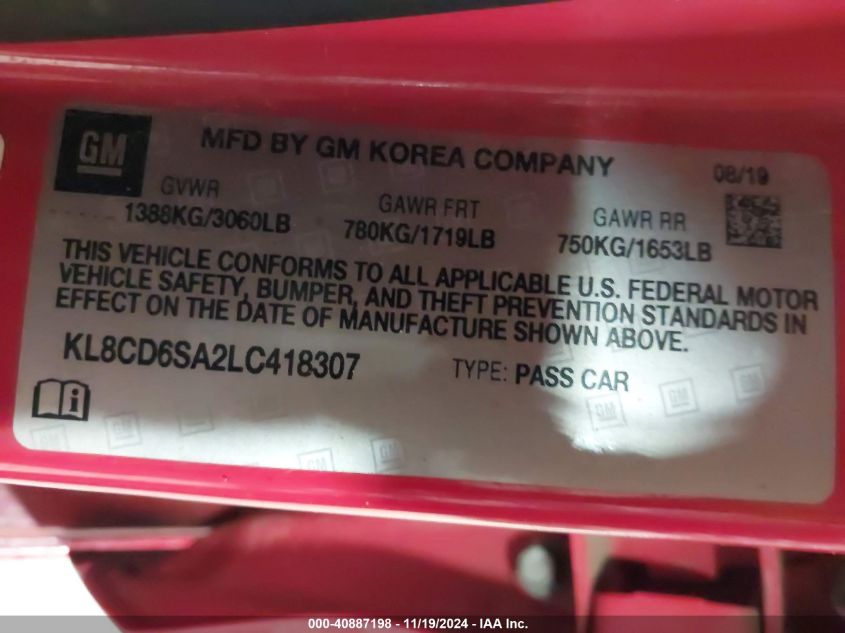 GM
MFD BY GM KOREA COMPANY
08/19
GVWR
1388KG/3060LB
GAWR FRT
780KG/1719LB
GAWR RR
750KG/1653LB
THIS VEHICLE CONFORMS TO ALL APPLICABLE U.S. FEDERAL MOTOR
VEHICLE SAFETY, BUMPER, AND THEFT PREVENTION STANDARDS IN
EFFECT ON THE DATE OF MANUFACTURE SHOWN ABOVE.
KL8CD6SA2LC418307
TYPE: PASS CAR
000-40887198 - 11/19/2024 - IAA Inc.